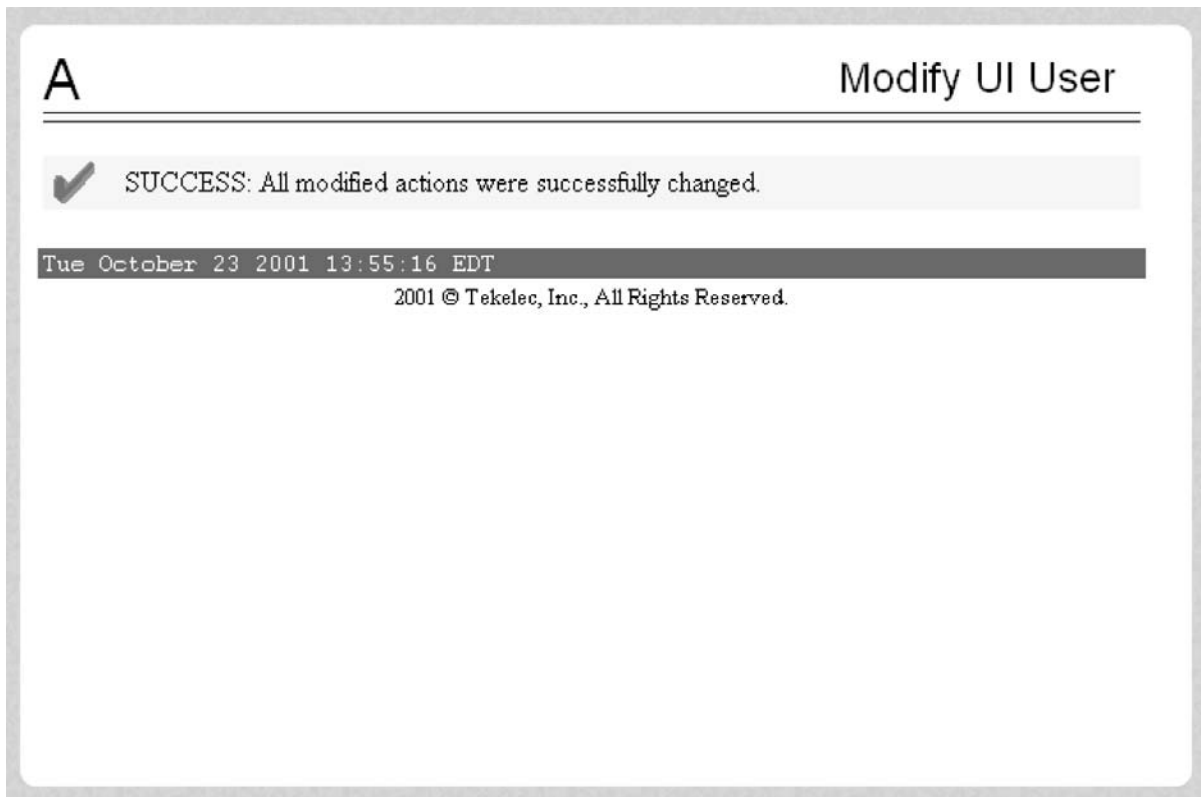 A
Modify UI User
SUCCESS: All modified actions were successfully changed.
Tue October 23 2001 13:55:16 EDT
2001 © Tekelec, Inc., All Rights Reserved.